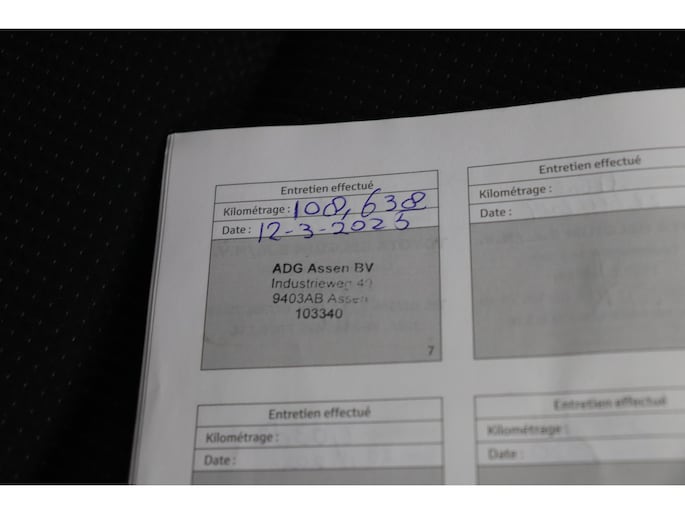 Entretien effectué
Kilométrage : 108,638
Date : 12-3-2025
ADG Assen BV
Industrieweg 49
9403AB Assen
103340
7
Entretien effectué
Kilométrage :
Date :
Entretien effectué
Kilométrage :
Date :
Entretien effectué
Kilométrage :
Date :